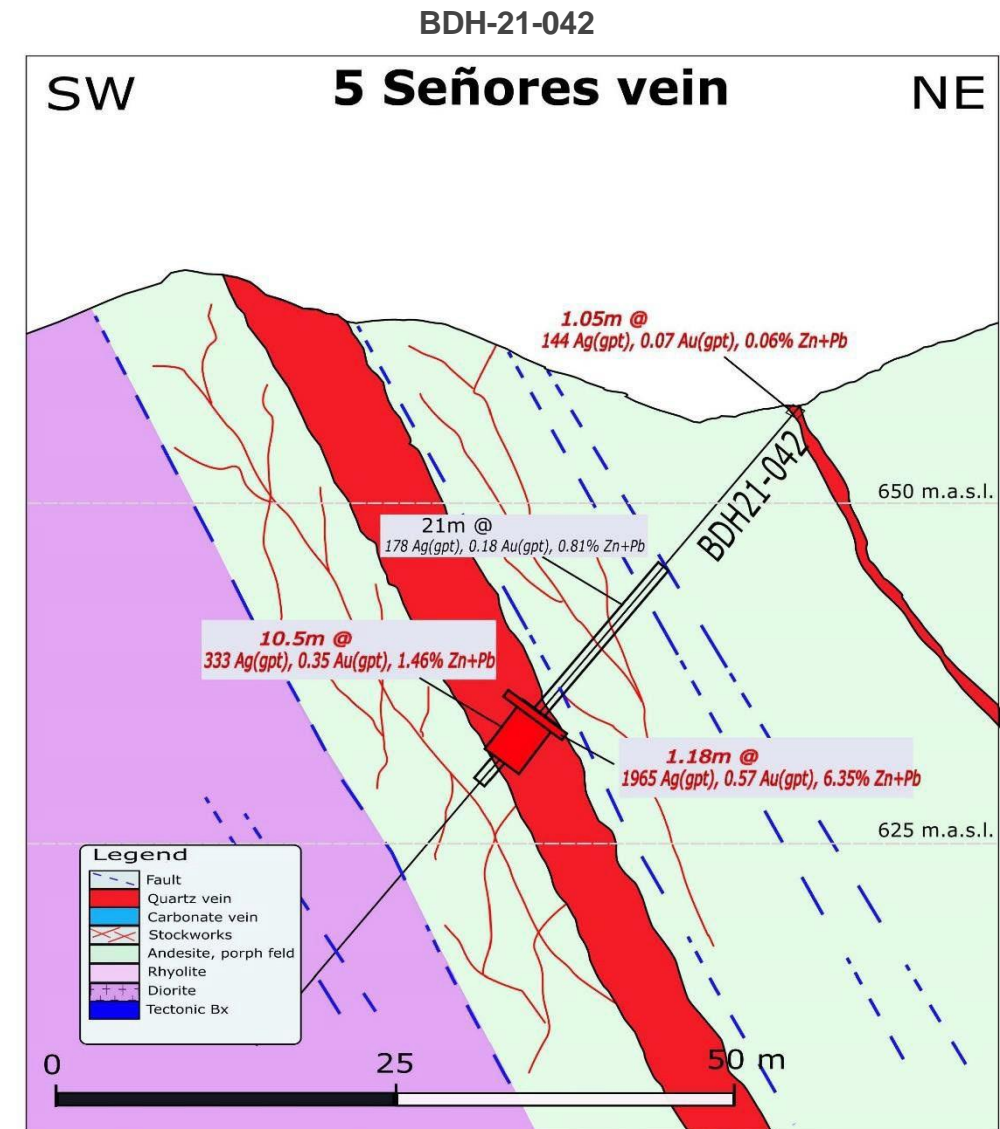 BDH-21-042
SW
5 Señores vein
NE
1.05m @
144 Ag(gpt), 0.07 Au(gpt), 0.06% Zn+Pb
650 m.a.s.l.
BDH21-042
21m @
178 Ag(gpt), 0.18 Au(gpt), 0.81% Zn+Pb
10.5m @
333 Ag(gpt), 0.35 Au(gpt), 1.46% Zn+Pb
1.18m @
1965 Ag(gpt), 0.57 Au(gpt), 6.35% Zn+Pb
625 m.a.s.l.
Legend
Fault
Quartz vein
Carbonate vein
Stockworks
Andesite, porph feld
Rhyolite
Diorite
Tectonic Bx
0
25
50 m